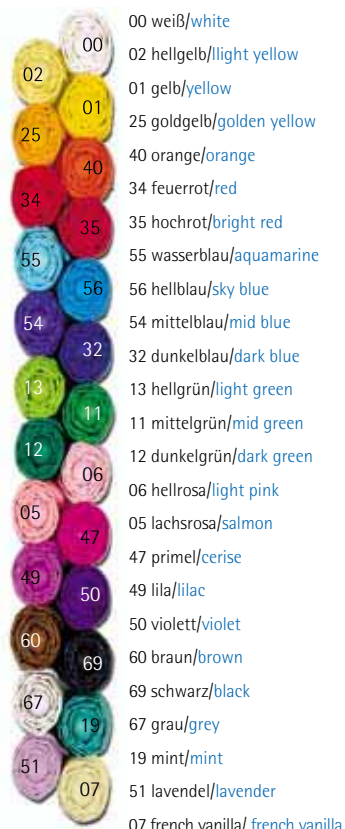 00 weiß/white
02 hellgelb/llight yellow
01 gelb/yellow
25 goldgelb/golden yellow
40 orange/orange
34 feuerrot/red
35 hochrot/bright red
55 wasserblau/aquamarine
56 hellblau/sky blue
54 mittelblau/mid blue
32 dunkelblau/dark blue
13 hellgrün/light green
11 mittelgrün/mid green
12 dunkelgrün/dark green
06 hellrosa/light pink
05 lachsrosa/salmon
47 primel/cerise
49 lila/lilac
50 violett/violet
60 braun/brown
69 schwarz/black
67 grau/grey
19 mint/mint
51 lavendel/lavender
07 french vanilla/ french vanilla
00
02
01
25
40
34
35
55
56
54
32
13
11
12
06
05
47
49
50
60
69
67
19
51
07